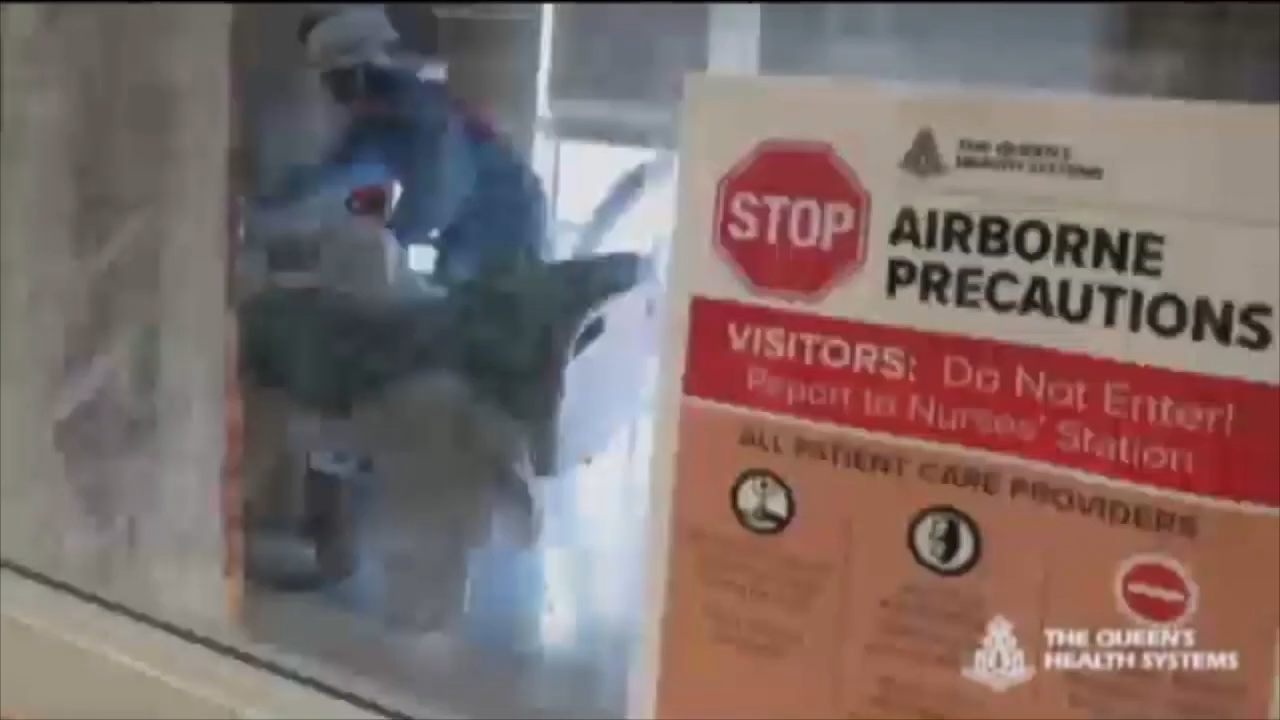 THE QUEEN'S
HEALTH SYSTEMS
STOP
AIRBORNE
PRECAUTIONS
VISITORS: Do Not Enter!
Report to Nurses' Station
ALL PATIENT CARE PROVIDERS
THE QUEEN'S
HEALTH SYSTEMS